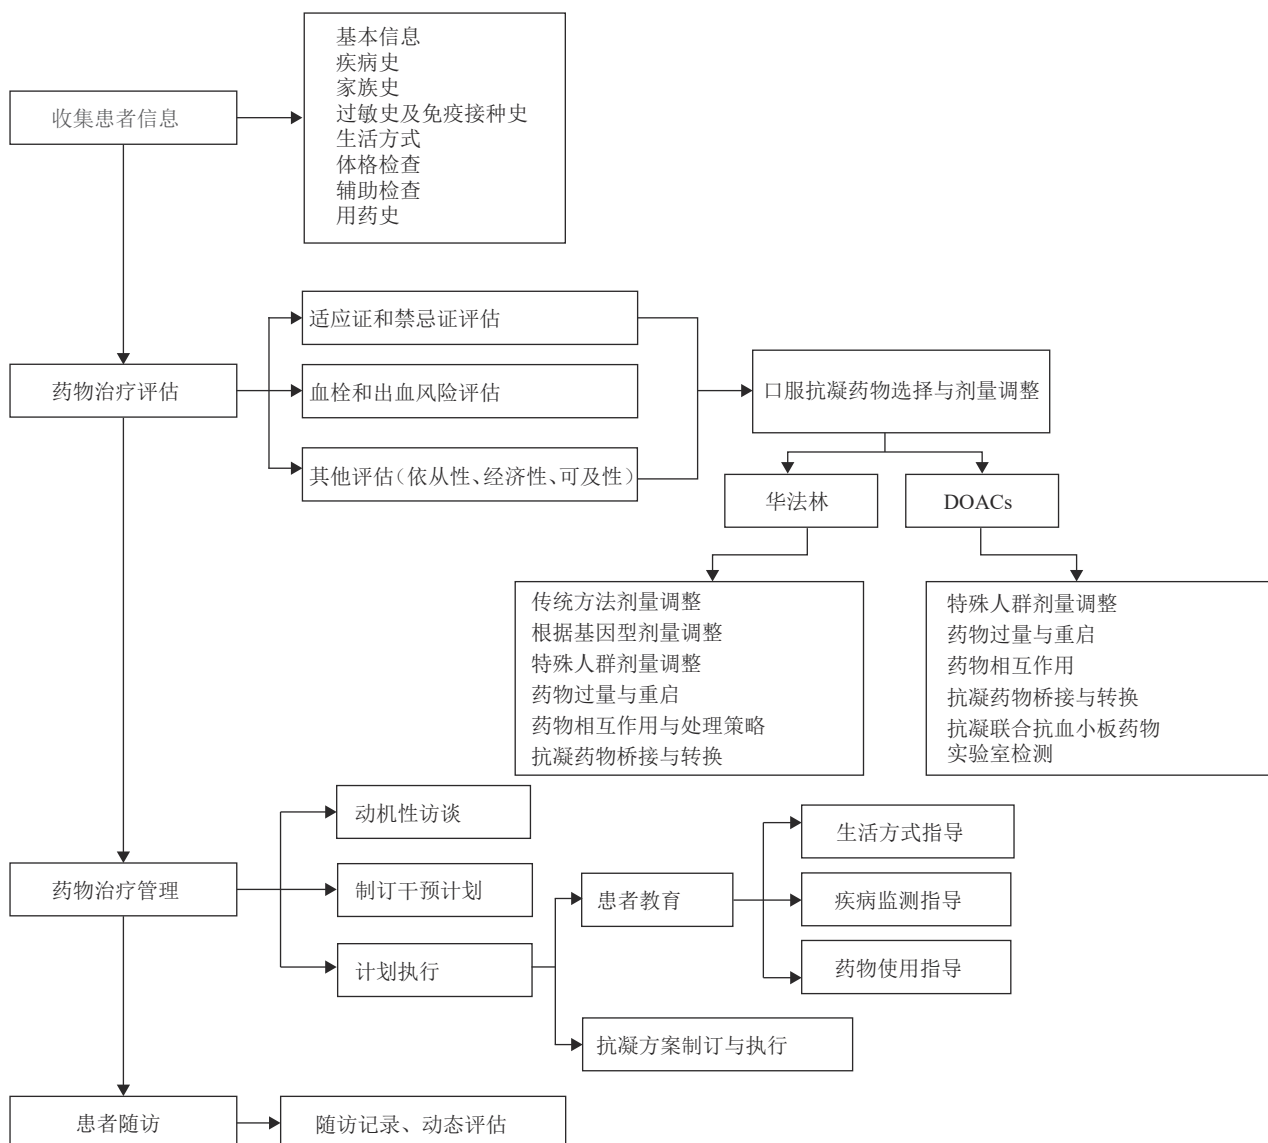 收集患者信息
基本信息
疾病史
家族史
过敏史及免疫接种史
生活方式
体格检查
辅助检查
用药史
药物治疗评估
适应证和禁忌证评估
血栓和出血风险评估
其他评估（依从性、经济性、可及性）
口服抗凝药物选择与剂量调整
华法林
DOACs
传统方法剂量调整
根据基因型剂量调整
特殊人群剂量调整
药物过量与重启
药物相互作用与处理策略
抗凝药物桥接与转换
特殊人群剂量调整
药物过量与重启
药物相互作用
抗凝药物桥接与转换
抗凝联合抗血小板药物
实验室检测
药物治疗管理
动机性访谈
制订干预计划
计划执行
患者教育
生活方式指导
疾病监测指导
药物使用指导
抗凝方案制订与执行
患者随访
随访记录、动态评估